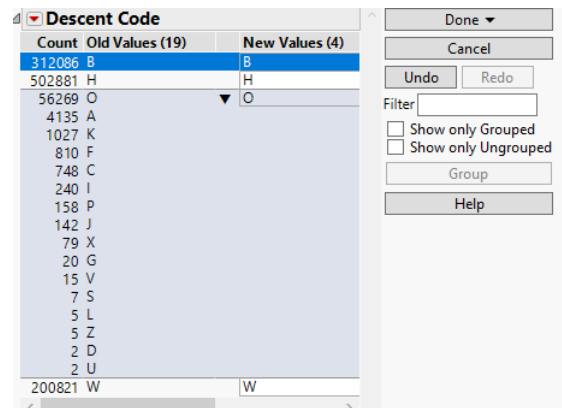 Descent Code
Count Old Values (19) New Values (4)
312086 B B
502881 H H
56269 O ▼ O
4135 A
1027 K
810 F
748 C
240 I
158 P
142 J
79 X
20 G
15 V
7 S
5 L
5 Z
2 D
2 U
200821 W W
Done ▼
Cancel
Undo Redo
Filter
Show only Grouped
Show only Ungrouped
Group
Help